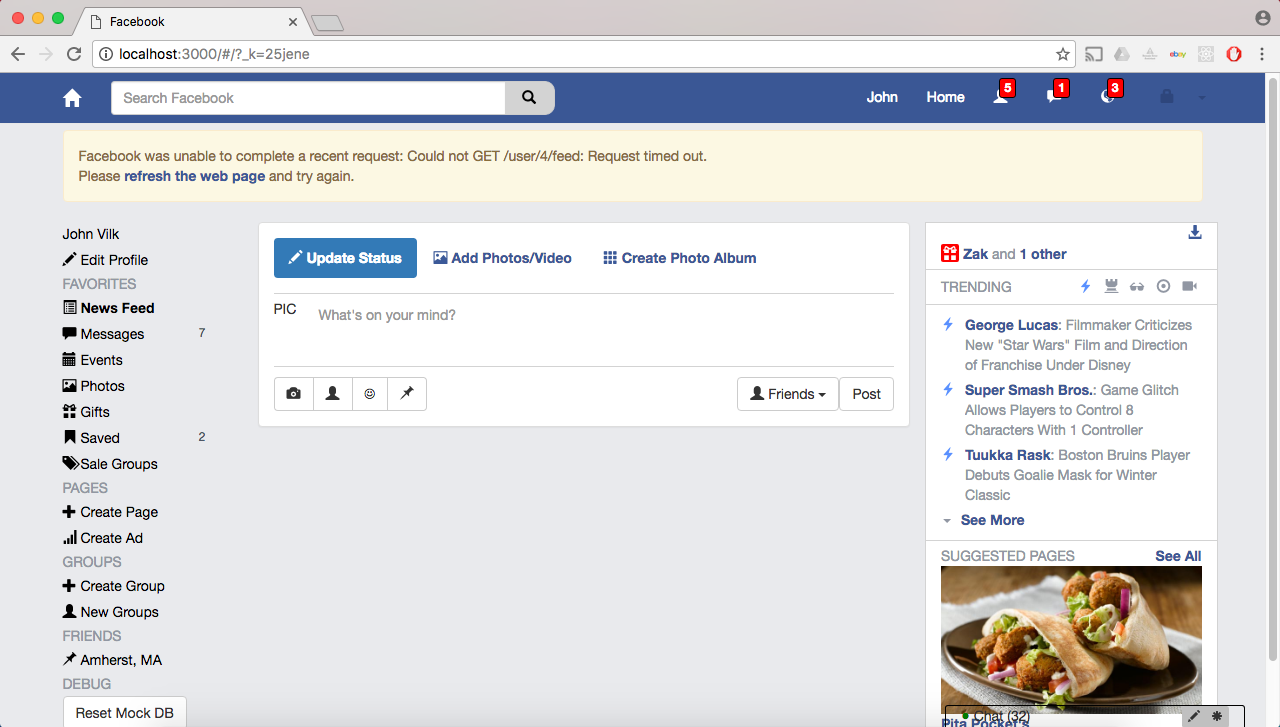 Facebook
localhost:3000/#/?_k=25jene
ebay
Search Facebook
John
Home
5
1
3
Facebook was unable to complete a recent request: Could not GET /user/4/feed: Request timed out.
Please refresh the web page and try again.
John Vilk
Edit Profile
FAVORITES
News Feed
Messages 7
Events
Photos
Gifts
Saved 2
Sale Groups
PAGES
Create Page
Create Ad
GROUPS
Create Group
New Groups
FRIENDS
Amherst, MA
DEBUG
Reset Mock DB
Update Status
Add Photos/Video
Create Photo Album
PIC
What's on your mind?
Friends
Post
Zak and 1 other
TRENDING
George Lucas: Filmmaker Criticizes
New "Star Wars" Film and Direction
of Franchise Under Disney
Super Smash Bros.: Game Glitch
Allows Players to Control 8
Characters With 1 Controller
Tuukka Rask: Boston Bruins Player
Debuts Goalie Mask for Winter
Classic
See More
SUGGESTED PAGES
See All
Pita Pocket's
Chat (32)